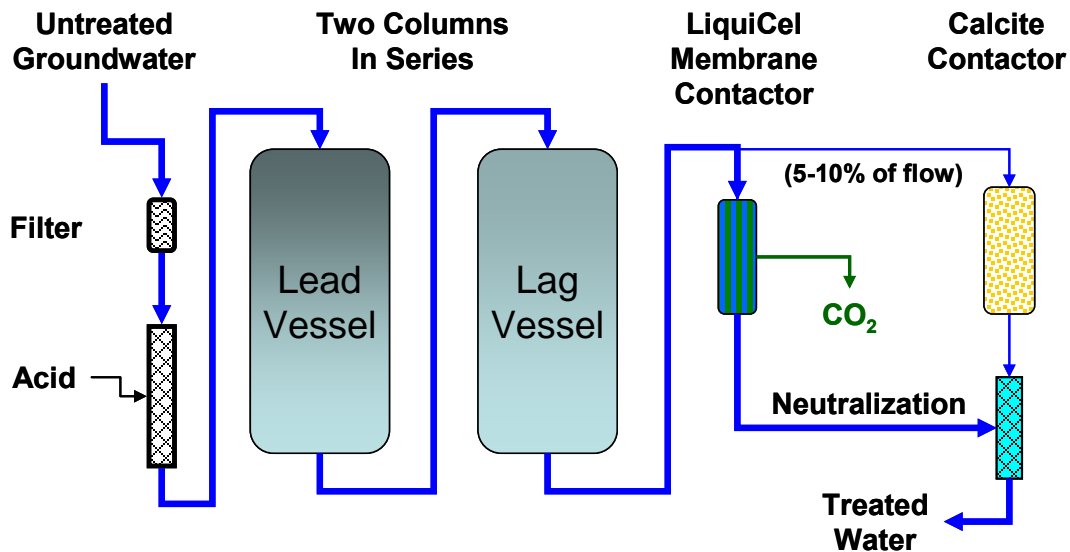 Untreated
Groundwater
Two Columns
In Series
LiquiCel
Membrane
Contactor
Calcite
Contactor
(5-10% of flow)
Filter
Lead
Vessel
Lag
Vessel
CO₂
Acid
Neutralization
Treated
Water